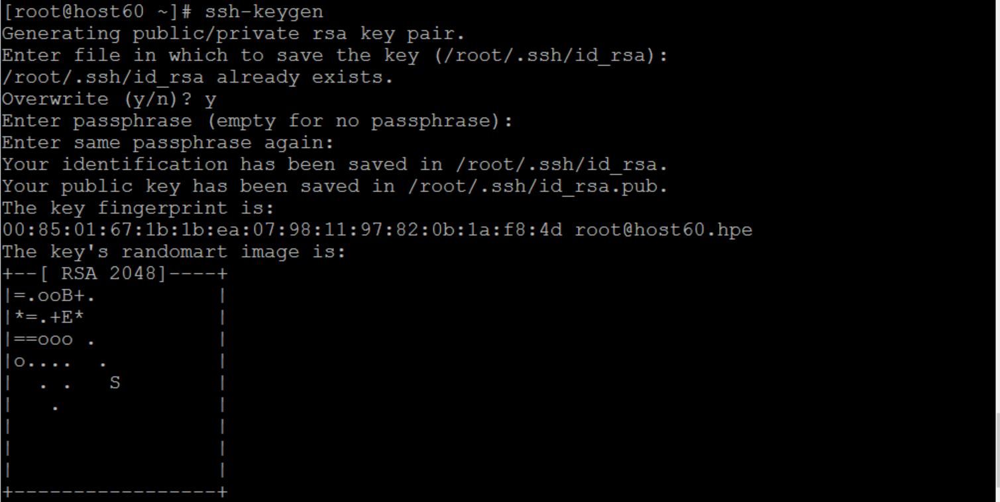 [root@host60 ~]# ssh-keygen
Generating public/private rsa key pair.
Enter file in which to save the key (/root/.ssh/id_rsa):
/root/.ssh/id_rsa already exists.
Overwrite (y/n)? y
Enter passphrase (empty for no passphrase):
Enter same passphrase again:
Your identification has been saved in /root/.ssh/id_rsa.
Your public key has been saved in /root/.ssh/id_rsa.pub.
The key fingerprint is:
00:85:01:67:1b:1b:ea:07:98:11:97:82:0b:1a:f8:4d root@host60.hpe
The key's randomart image is:
+--[ RSA 2048]----+
|=.ooB+.          |
|*=.+E*           |
|==ooo .          |
|o....  .         |
|  . .   S        |
|   .             |
|                 |
|                 |
|                 |
+-----------------+